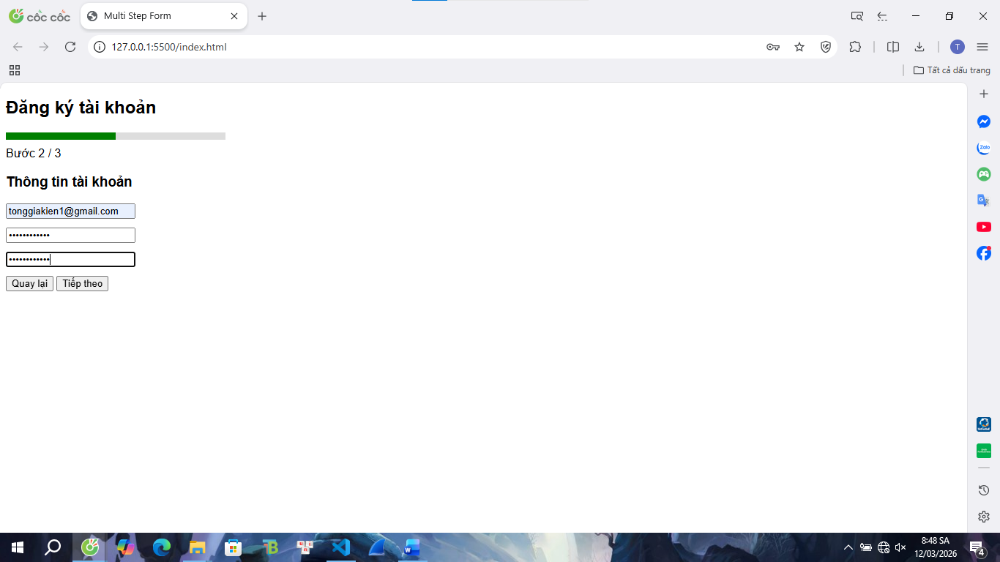 cốc cốc
Multi Step Form
127.0.0.1:5500/index.html
T
Tất cả dấu trang
Đăng ký tài khoản
Bước 2 / 3
Thông tin tài khoản
tonggiakien1@gmail.com
••••••••••••
••••••••••••
Quay lại
Tiếp theo
Zalo
8:48 SA
12/03/2026
4